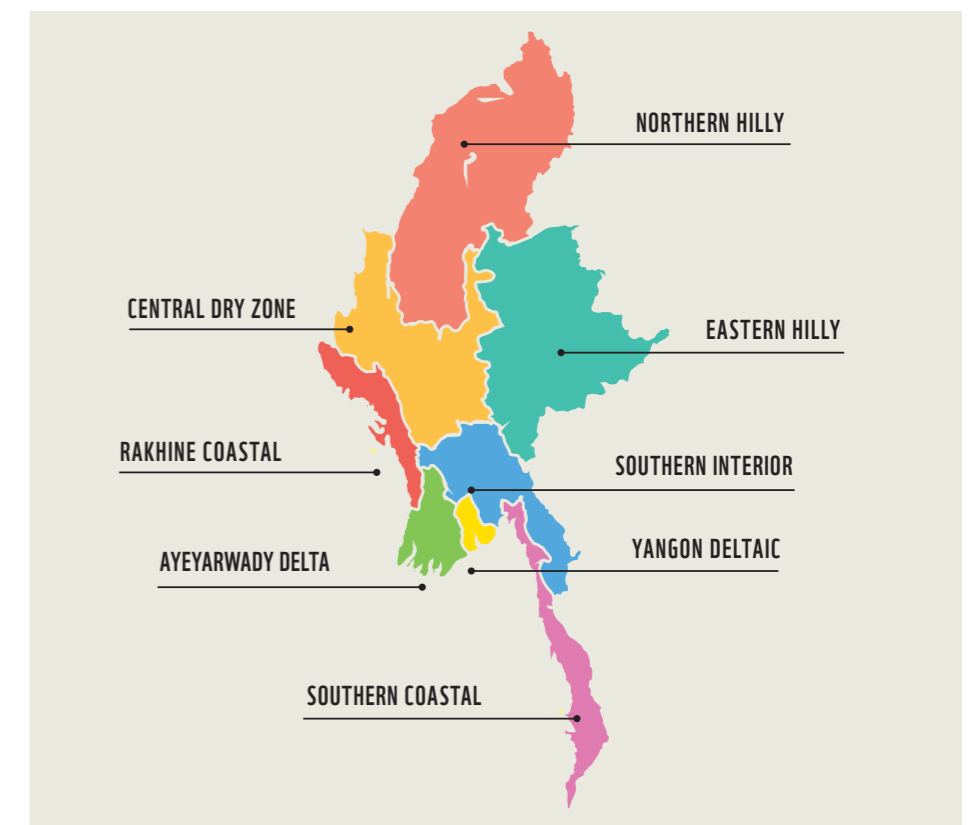 NORTHERN HILLY
CENTRAL DRY ZONE
EASTERN HILLY
RAKHINE COASTAL
SOUTHERN INTERIOR
YANGON DELTAIC
AYEYARWADY DELTA
SOUTHERN COASTAL